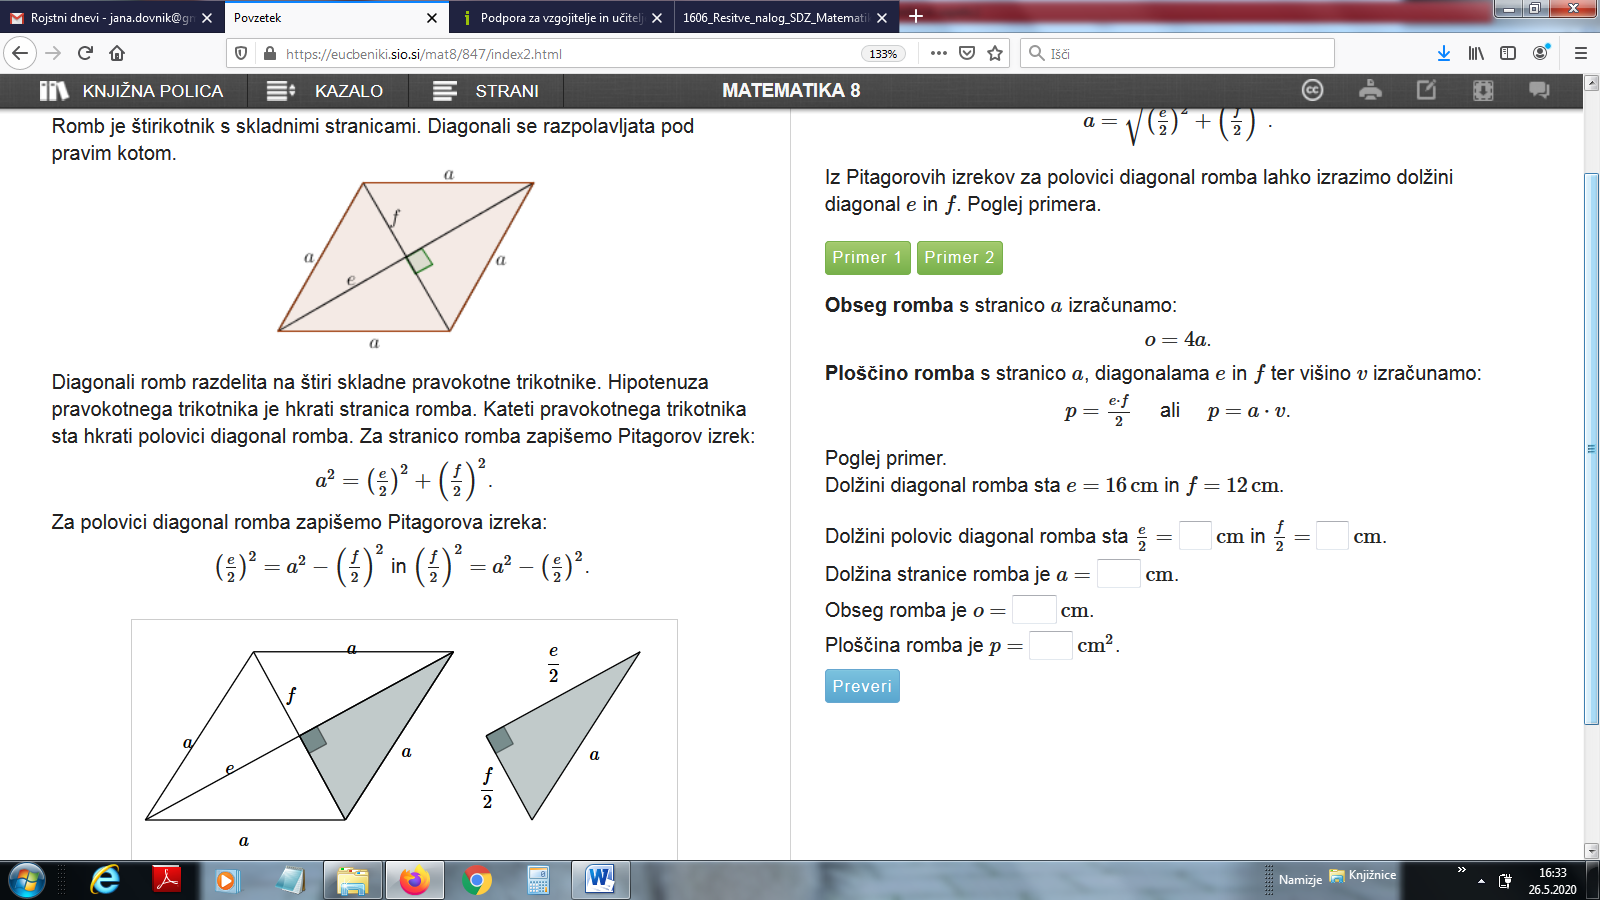 Rojstni dnevi - jana.dovnik@gm
Povzetek
Podpora za vzgojitelje in učitelje
1606_Resitve_nalog_SDZ_Matemati
https://eucbeniki.sio.si/mat8/847/index2.html
133%
Išči
KNJIŽNA POLICA
KAZALO
STRANI
MATEMATIKA 8
Romb je štirikotnik s skladnimi stranicami. Diagonali se razpolavljata pod
pravim kotom.
a
f
a
a
e
a
Diagonali romb razdelita na štiri skladne pravokotne trikotnike. Hipotenuza
pravokotnega trikotnika je hkrati stranica romba. Kateti pravokotnega trikotnika
sta hkrati polovici diagonal romba. Za stranico romba zapišemo Pitagorov izrek:
a² = (e/2)² + (f/2)².
Za polovici diagonal romba zapišemo Pitagorova izreka:
(e/2)² = a² − (f/2)² in (f/2)² = a² − (e/2)².
a
f
a
a
e
a
e/2
a
f/2
a = √(e/2)² + (f/2) .
Iz Pitagorovih izrekov za polovici diagonal romba lahko izrazimo dolžini
diagonal e in f. Poglej primera.
Primer 1
Primer 2
Obseg romba s stranico a izračunamo:
o = 4a.
Ploščino romba s stranico a, diagonalama e in f ter višino v izračunamo:
p = e·f/2 ali p = a · v.
Poglej primer.
Dolžini diagonal romba sta e = 16 cm in f = 12 cm.
Dolžini polovic diagonal romba sta e/2 = cm in f/2 = cm.
Dolžina stranice romba je a = cm.
Obseg romba je o = cm.
Ploščina romba je p = cm².
Preveri
Namizje
Knjižnice
16:33
26.5.2020